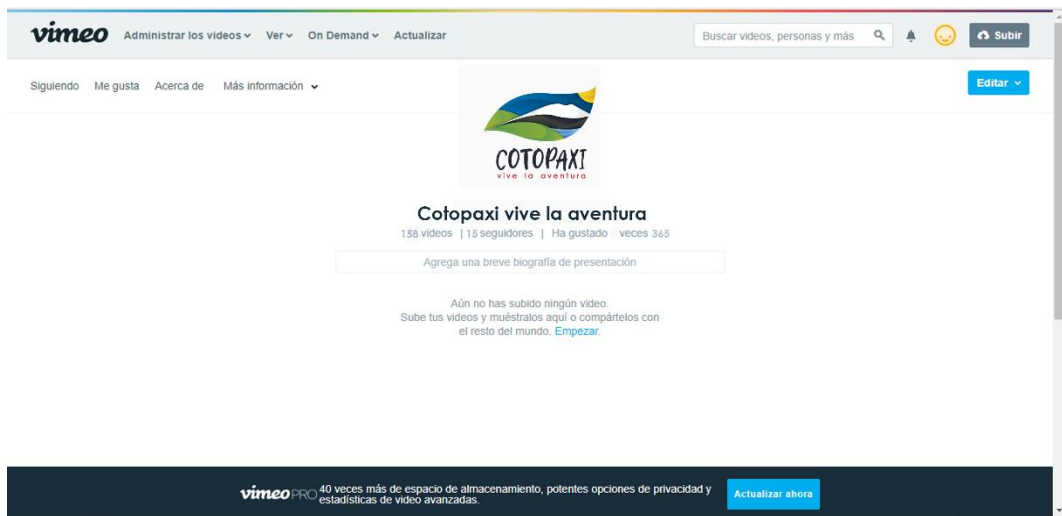 vimeo Administrar los videos Ver On Demand Actualizar Buscar videos, personas y más Subir
Siguiendo Me gusta Acerca de Más información Editar
COTOPAXI
vive la aventura
Cotopaxi vive la aventura
158 videos | 15 seguidores | Ha gustado veces 365
Agrega una breve biografía de presentación
Aún no has subido ningún video.
Sube tus videos y muéstralos aquí o compártelos con
el resto del mundo. Empezar.
vimeo PRO 40 veces más de espacio de almacenamiento, potentes opciones de privacidad y
estadísticas de video avanzadas.
Actualizar ahora